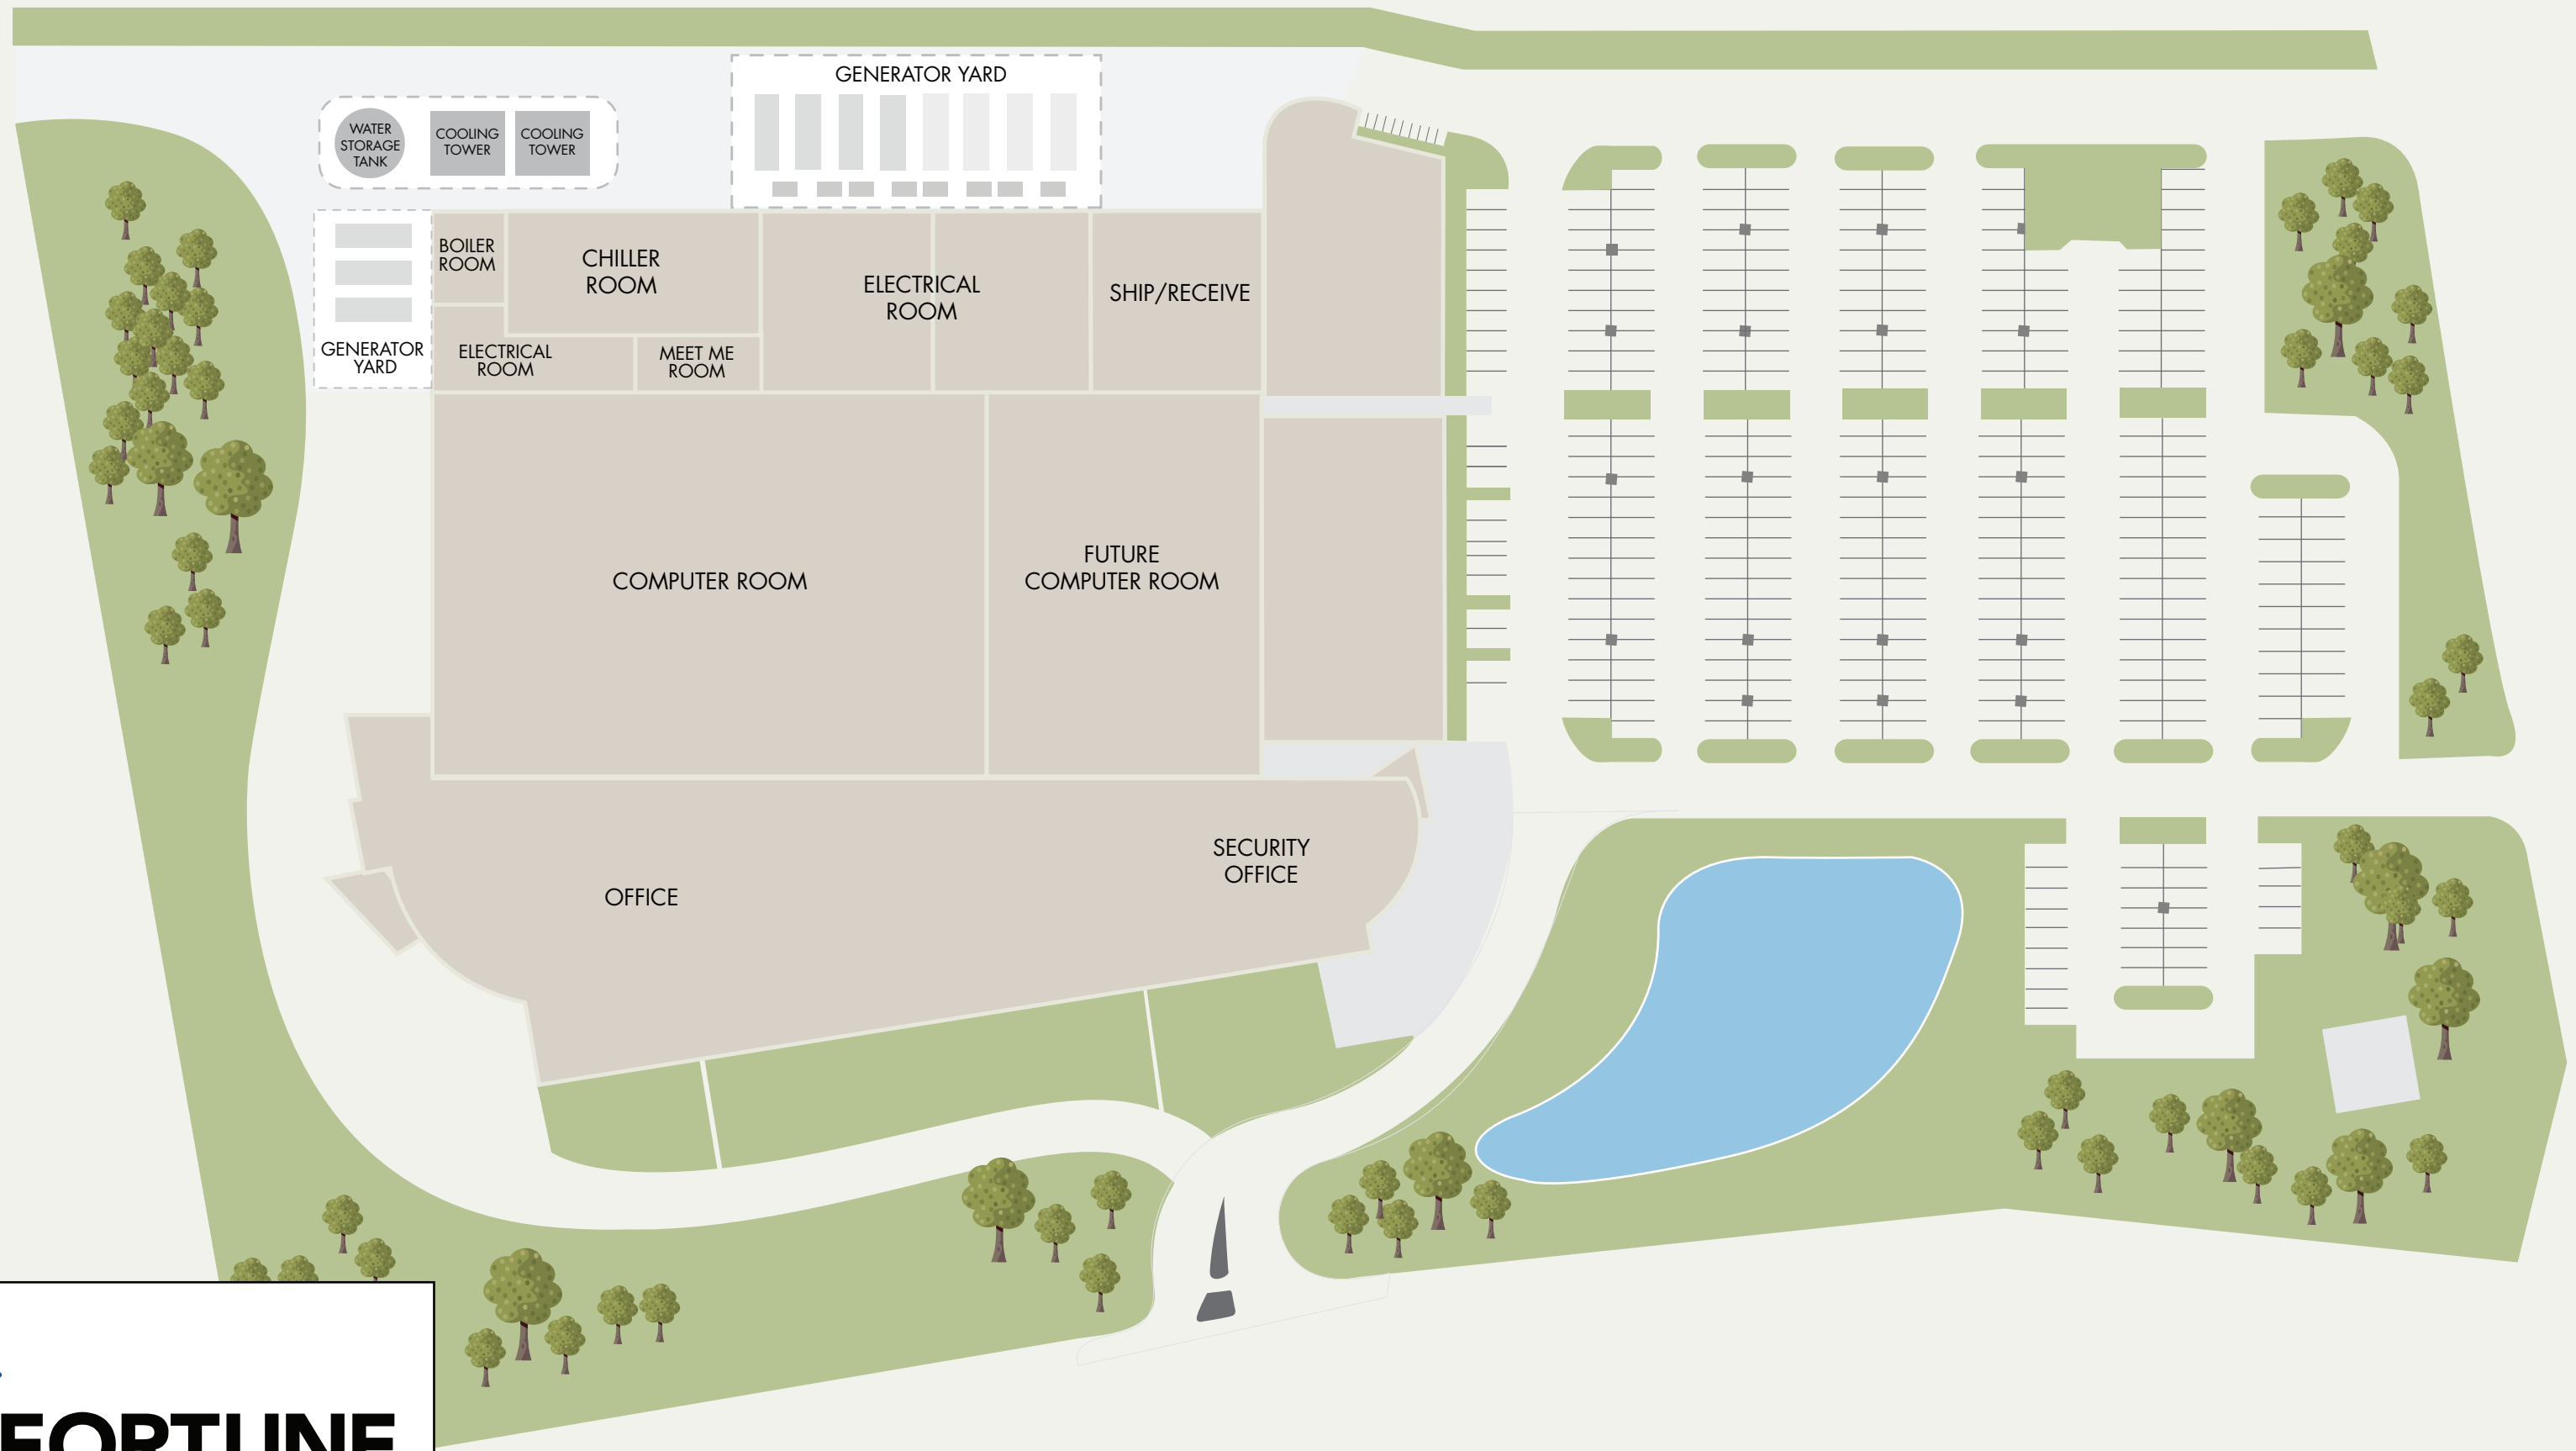 GENERATOR YARD
WATER
STORAGE
TANK
COOLING
TOWER
COOLING
TOWER
BOILER
ROOM
CHILLER
ROOM
ELECTRICAL
ROOM
SHIP/RECEIVE
GENERATOR
YARD
ELECTRICAL
ROOM
MEET ME
ROOM
COMPUTER ROOM
FUTURE
COMPUTER ROOM
OFFICE
SECURITY
OFFICE
FORTUNE